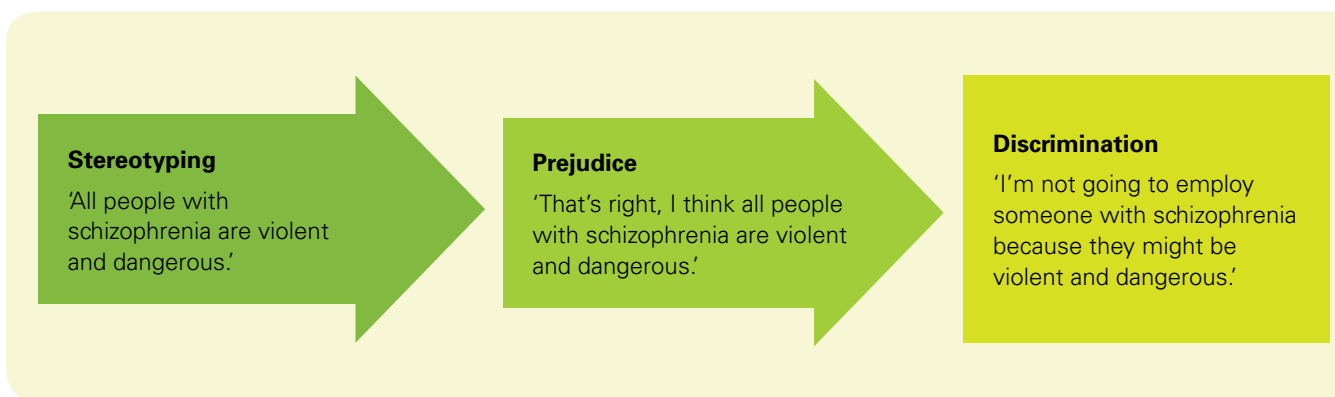 Stereotyping
‘All people with
schizophrenia are violent
and dangerous.’
Prejudice
‘That’s right, I think all people
with schizophrenia are violent
and dangerous.’
Discrimination
‘I’m not going to employ
someone with schizophrenia
because they might be
violent and dangerous.’